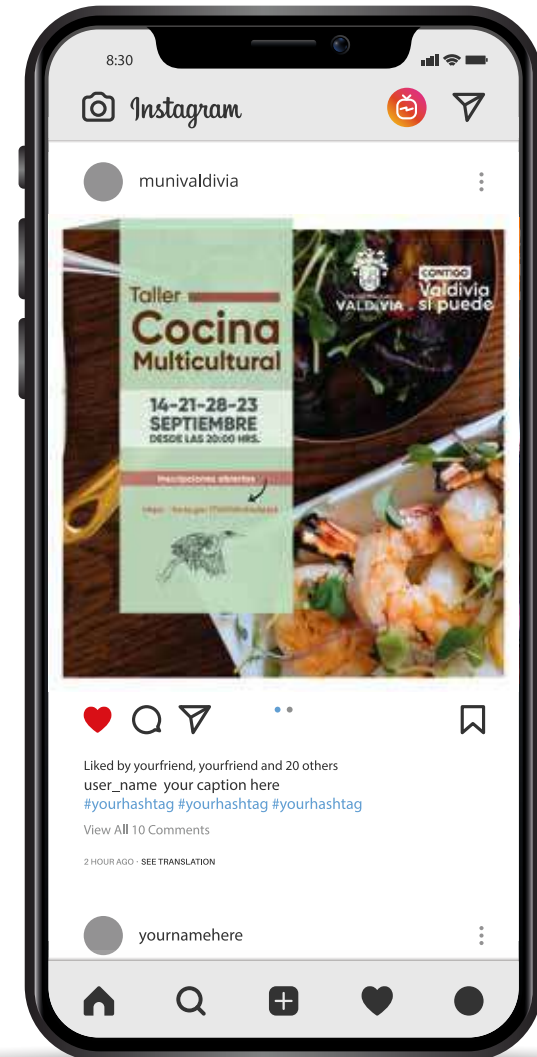 8:30
Instagram
munivaldivia
Taller
Cocina
Multicultural
14-21-28-23
SEPTIEMBRE
DESDE LAS 20:00 HRS.
Inscripciones abiertas
VALDIVIA
CONTIGO
Valdivia
sí puede
Liked by yourfriend, yourfriend and 20 others
user_name your caption here
#yourhashtag #yourhashtag #yourhashtag
View All 10 Comments
2 HOUR AGO - SEE TRANSLATION
yournamehere